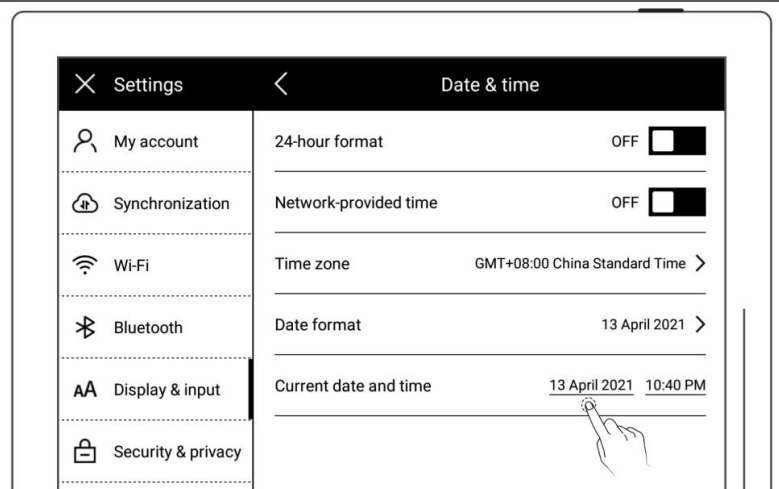 Settings
Date & time
My account
Synchronization
Wi-Fi
Bluetooth
AA Display & input
Security & privacy
24-hour format OFF
Network-provided time OFF
Time zone GMT+08:00 China Standard Time
Date format 13 April 2021
Current date and time 13 April 2021 10:40 PM